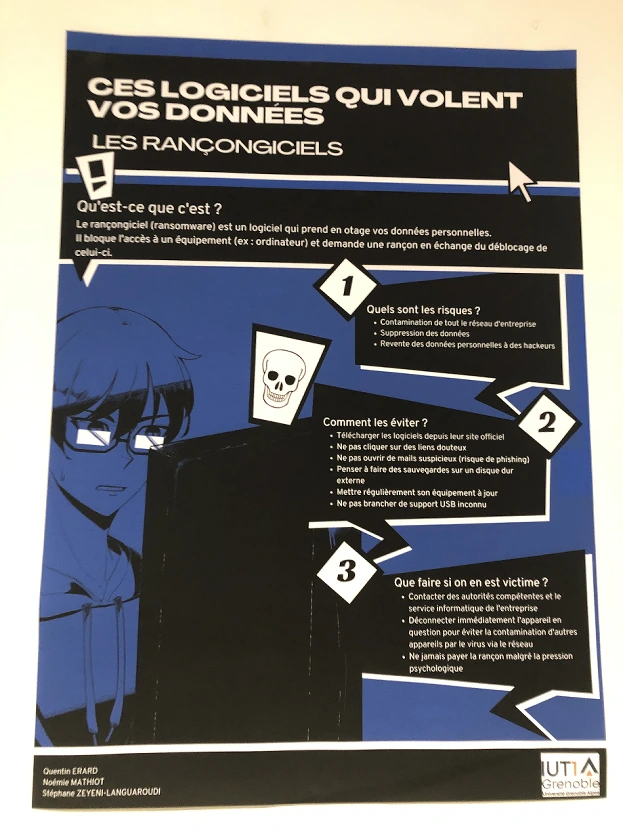 CES LOGICIELS QUI VOLENT
VOS DONNÉES
LES RANÇONGICIELS
Qu'est-ce que c'est ?
Le rançongiciel (ransomware) est un logiciel qui prend en otage vos données personnelles.
Il bloque l'accès à un équipement (ex : ordinateur) et demande une rançon en échange du déblocage de
celui-ci.
1
Quels sont les risques ?
• Contamination de tout le réseau d'entreprise
• Suppression des données
• Revente des données personnelles à des hackeurs
2
Comment les éviter ?
• Télécharger les logiciels depuis leur site officiel
• Ne pas cliquer sur des liens douteux
• Ne pas ouvrir de mails suspicieux (risque de phishing)
• Penser à faire des sauvegardes sur un disque dur
externe
• Mettre régulièrement son équipement à jour
• Ne pas brancher de support USB inconnu
3
Que faire si on en est victime ?
• Contacter des autorités compétentes et le
service informatique de l'entreprise
• Déconnecter immédiatement l'appareil en
question pour éviter la contamination d'autres
appareils par le virus via le réseau
• Ne jamais payer la rançon malgré la pression
psychologique
Quentin ERARD
Noémie MATHIOT
Stéphane ZEYENI-LANGUAROUDI
IUT1
Grenoble
Université Grenoble Alpes